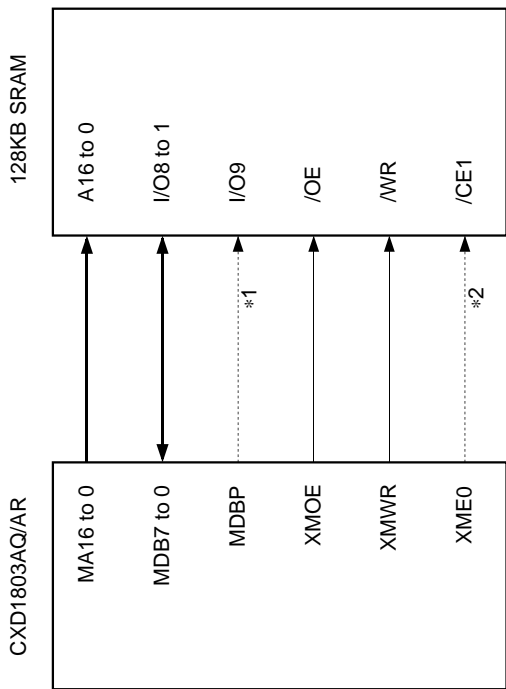 CXD1803AQ/AR
MA16 to 0
MDB7 to 0
MDBP
XMOE
XMWR
XME0
*1
*2
128KB SRAM
A16 to 0
I/O8 to 1
I/O9
/OE
/WR
/CE1